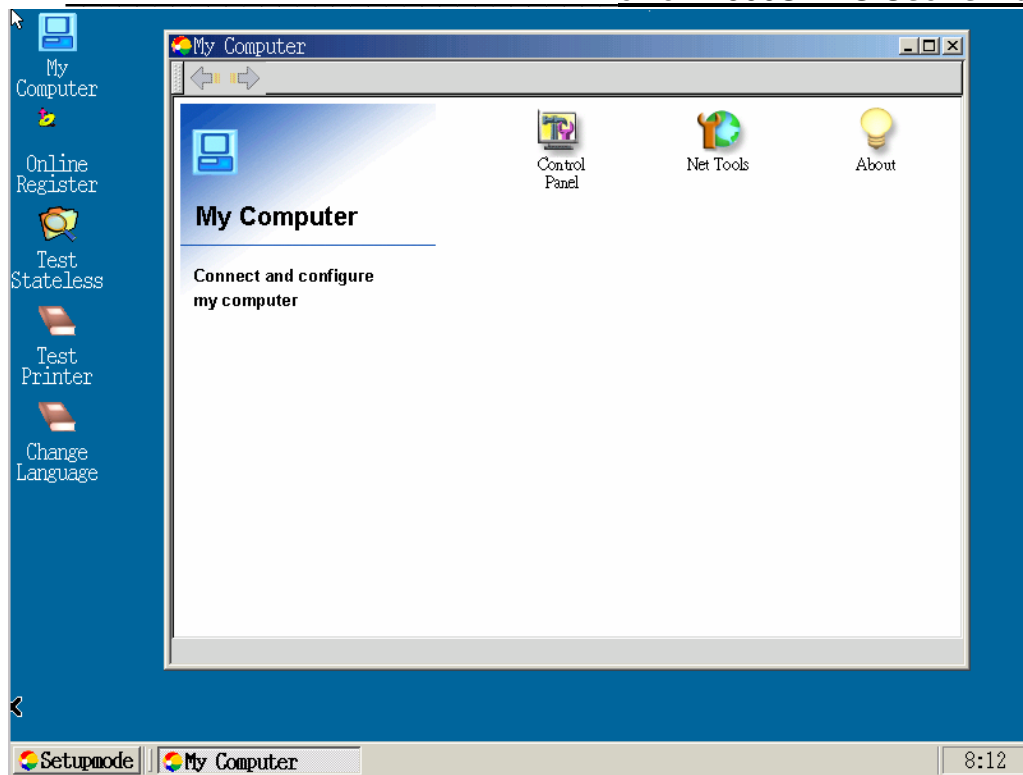 My
Computer
Online
Register
Test
Stateless
Test
Printer
Change
Language
My Computer
My Computer
Connect and configure
my computer
Control
Panel
Net Tools
About
Setupmode
My Computer
8:12